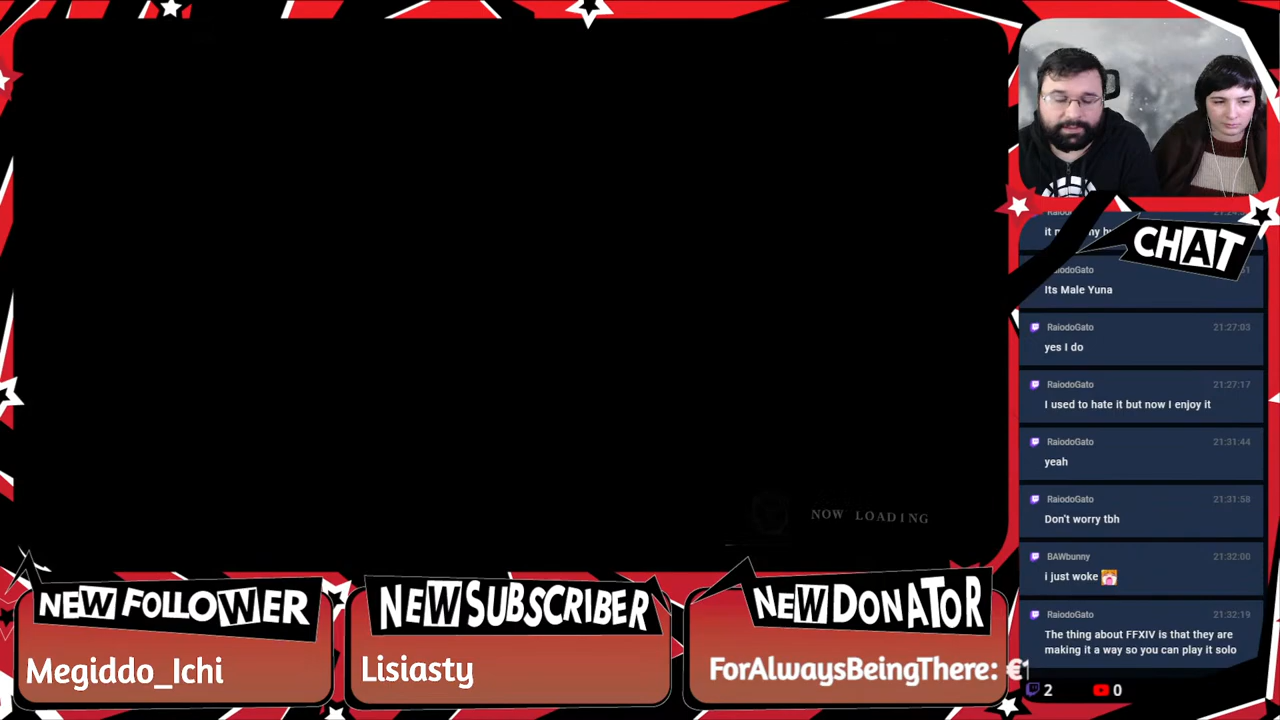 NOW LOADING
NEW FOLLOWER
Megiddo_Ichi
NEW SUBSCRIBER
Lisiasty
NEW DONATOR
ForAlwaysBeingThere: €
CHAT
RaiodoGato
Its Male Yuna
RaiodoGato 21:27:03
yes I do
RaiodoGato 21:27:17
I used to hate it but now I enjoy it
RaiodoGato 21:31:44
yeah
RaiodoGato 21:31:58
Don't worry tbh
BAWbunny 21:32:00
i just woke
RaiodoGato 21:32:19
The thing about FFXIV is that they are
making it a way so you can play it solo
2 0